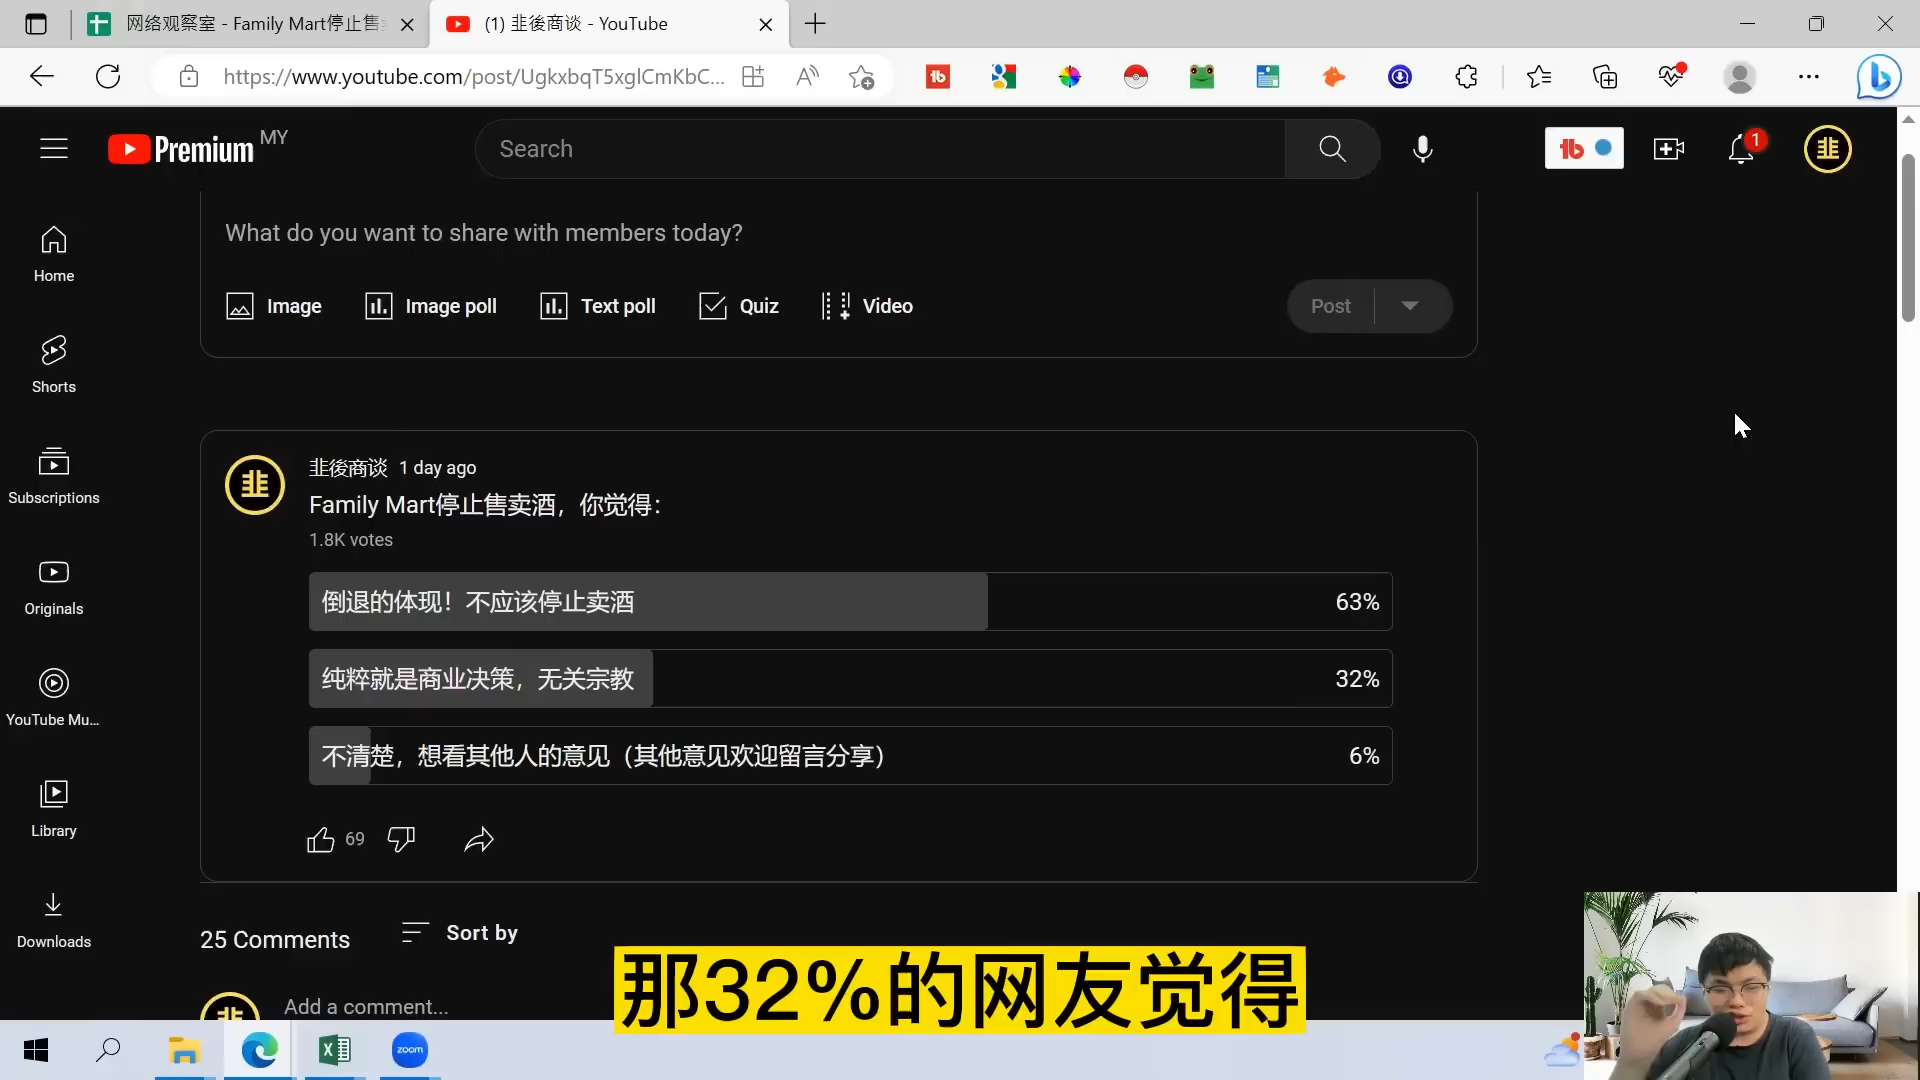 网络观察室 - Family Mart停止售
(1) 韭後商谈 - YouTube
https://www.youtube.com/post/UgkxbqT5xglCmKbC...
Premium MY
Search
1
What do you want to share with members today?
Image
Image poll
Text poll
Quiz
Video
Post
Home
Shorts
Subscriptions
Originals
YouTube Mu...
Library
Downloads
韭後商谈 1 day ago
Family Mart停止售卖酒，你觉得：
1.8K votes
倒退的体现！不应该停止卖酒 63%
纯粹就是商业决策，无关宗教 32%
不清楚，想看其他人的意见（其他意见欢迎留言分享） 6%
69
25 Comments
Sort by
Add a comment...
那32%的网友觉得
zoom